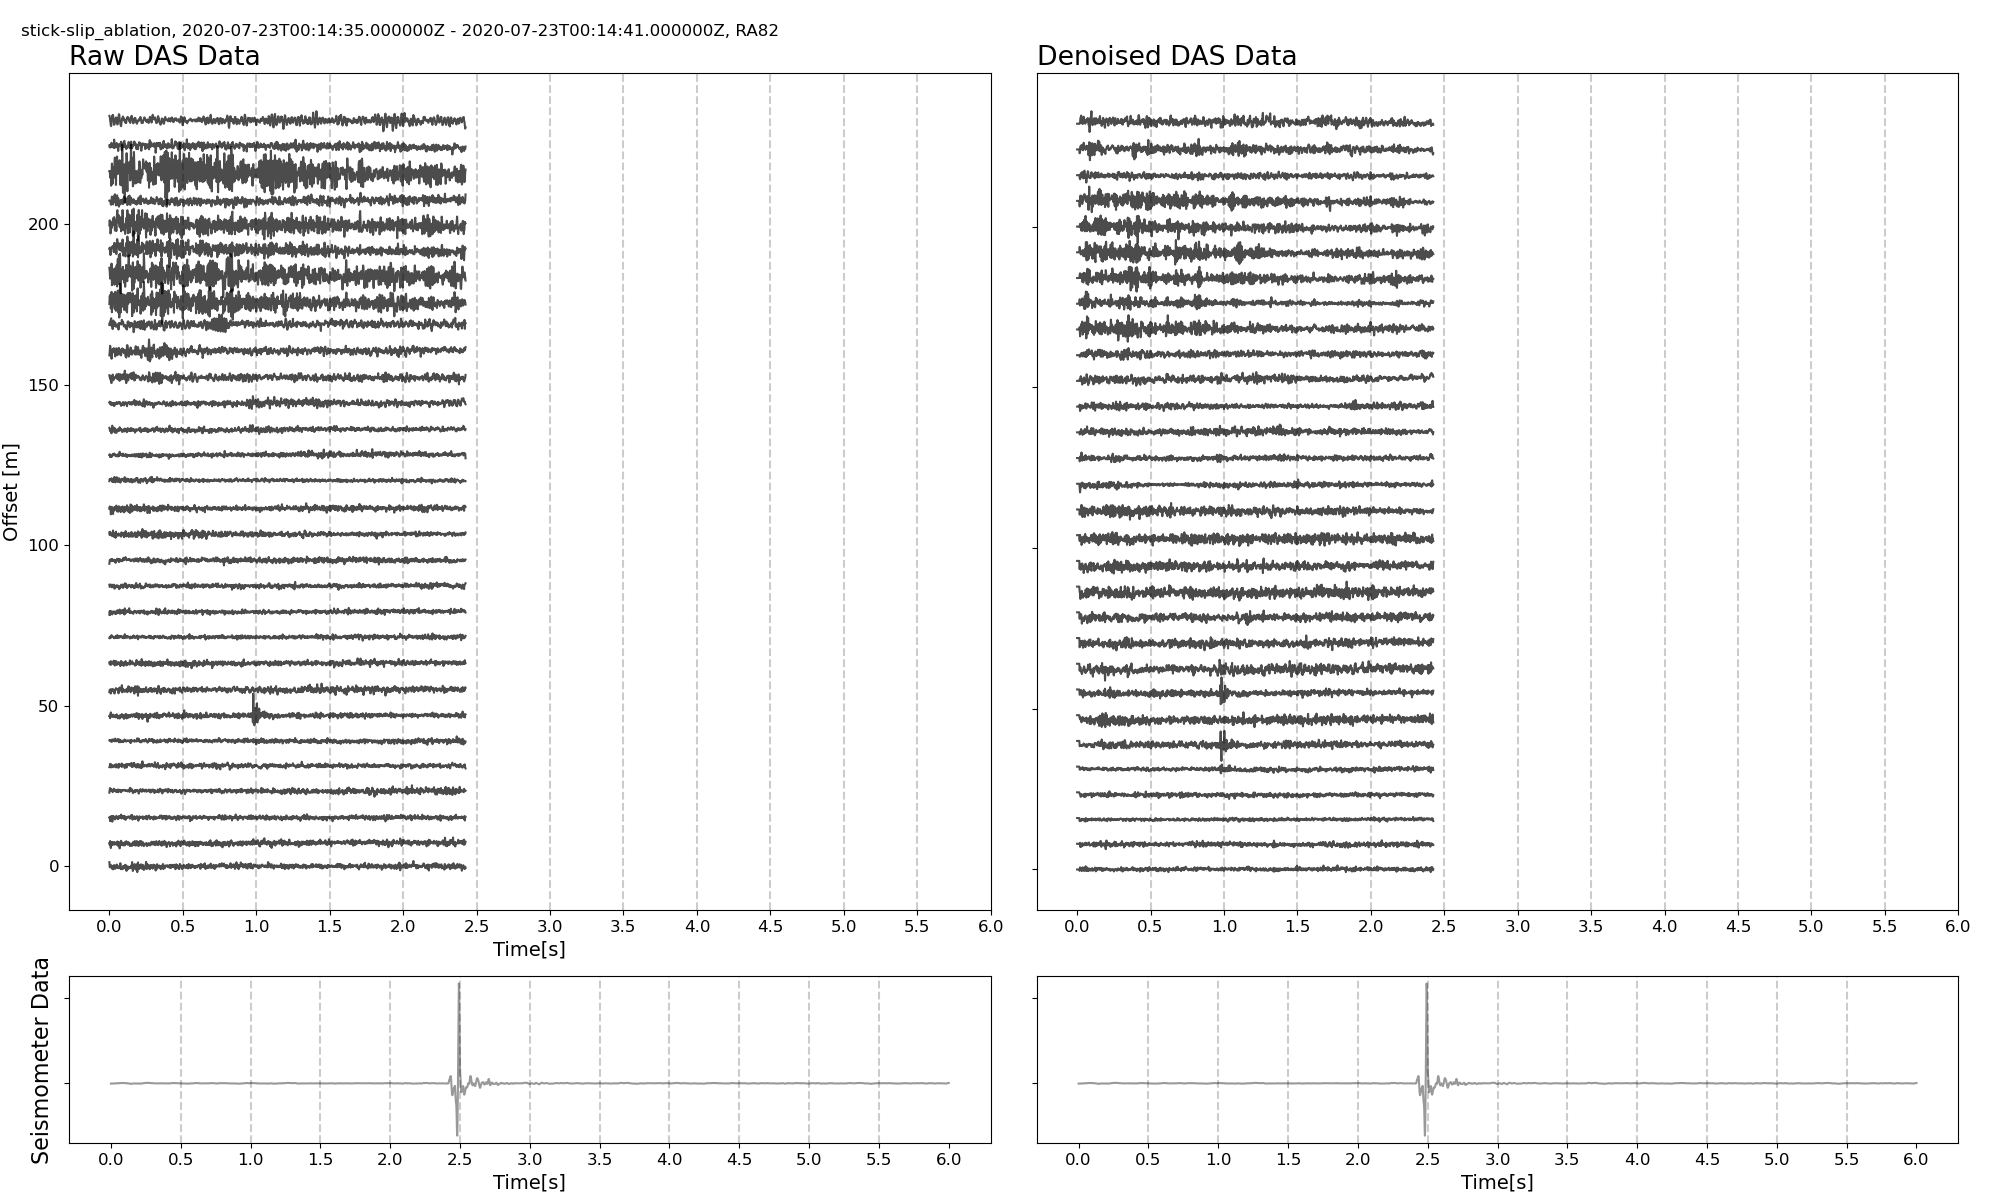 stick-slip_ablation, 2020-07-23T00:14:35.000000Z - 2020-07-23T00:14:41.000000Z, RA82
Raw DAS Data
Denoised DAS Data
200
150
100
50
0
Offset [m]
0.0 0.5 1.0 1.5 2.0 2.5 3.0 3.5 4.0 4.5 5.0 5.5 6.0
Time[s]
0.0 0.5 1.0 1.5 2.0 2.5 3.0 3.5 4.0 4.5 5.0 5.5 6.0
Seismometer Data
0.0 0.5 1.0 1.5 2.0 2.5 3.0 3.5 4.0 4.5 5.0 5.5 6.0
Time[s]
0.0 0.5 1.0 1.5 2.0 2.5 3.0 3.5 4.0 4.5 5.0 5.5 6.0
Time[s]